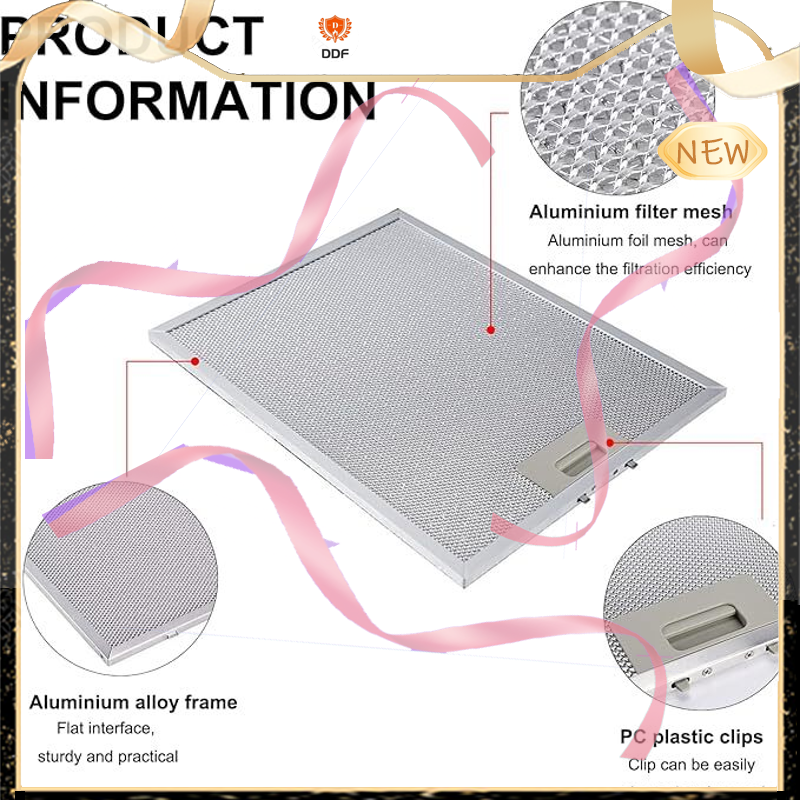 PRODUCT
INFORMATION
DDF
NEW
Aluminium filter mesh
Aluminium foil mesh, can
enhance the filtration efficiency
Aluminium alloy frame
Flat interface,
sturdy and practical
PC plastic clips
Clip can be easily